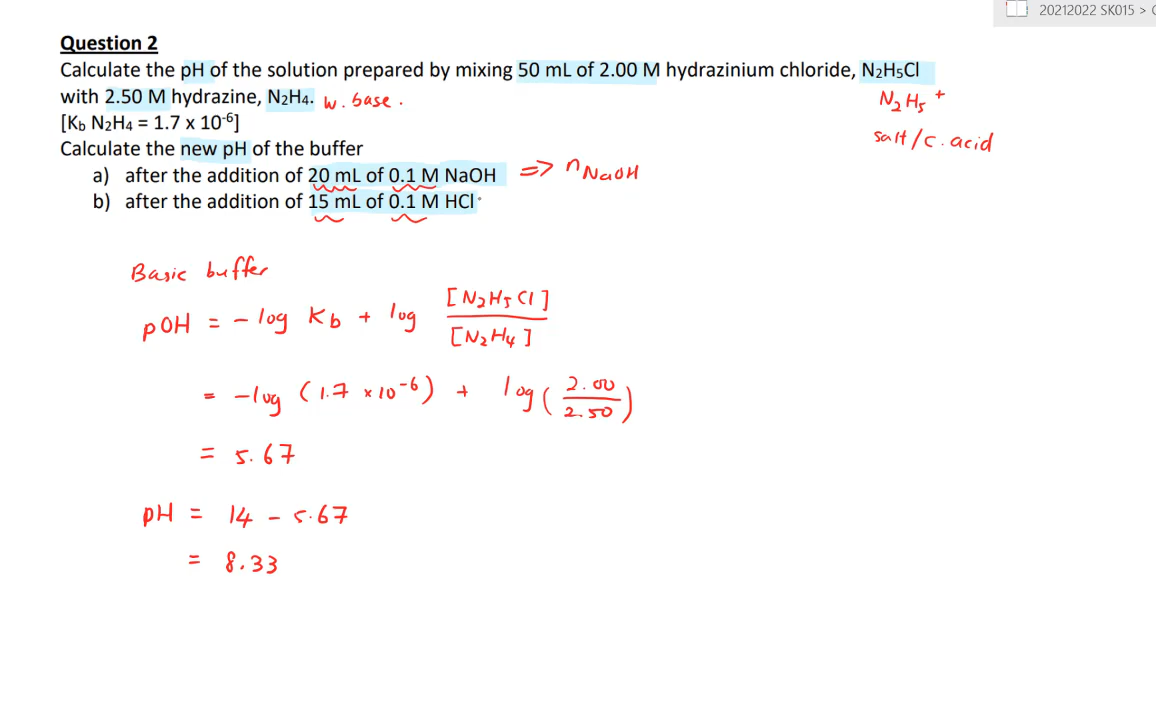 20212022 SK015 >
Question 2
Calculate the pH of the solution prepared by mixing 50 mL of 2.00 M hydrazinium chloride, N2H5Cl
with 2.50 M hydrazine, N2H4. w. base.
N2H5+
[Kb N2H4 = 1.7 x 10-6]
salt/c. acid
Calculate the new pH of the buffer
a) after the addition of 20 mL of 0.1 M NaOH => nNaOH
b) after the addition of 15 mL of 0.1 M HCl
Basic buffer
pOH = - log Kb + log [N2H5Cl] / [N2H4]
= -log (1.7 x 10-6) + log (2.00 / 2.50)
= 5.67
pH = 14 - 5.67
= 8.33